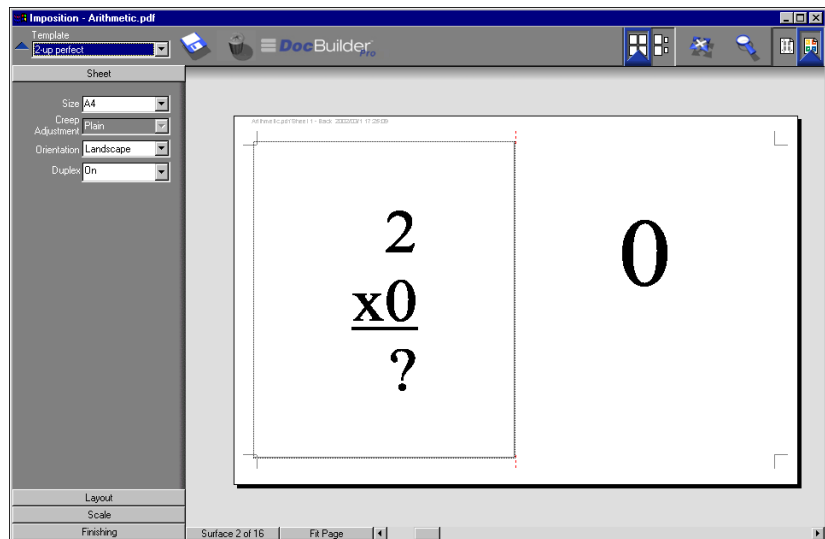 Imposition - Arithmetic.pdf
Template
2-up perfect
DocBuilder Pro
Sheet
Size A4
Creep Adjustment Plain
Orientation Landscape
Duplex On
2
x0
?
0
Layout
Scale
Finishing
Surface 2 of 16
Fit Page